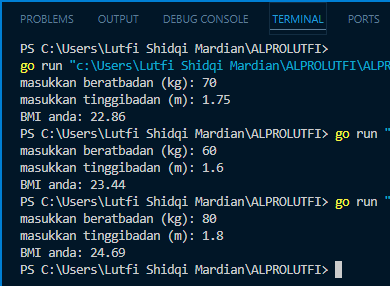 PROBLEMS OUTPUT DEBUG CONSOLE TERMINAL PORTS
PS C:\Users\Lutfi Shidqi Mardian\ALPROLUTFI>
go run "c:\Users\Lutfi Shidqi Mardian\ALPROLUTFI\ALPR
masukkan beratbadan (kg): 70
masukkan tinggibadan (m): 1.75
BMI anda: 22.86
PS C:\Users\Lutfi Shidqi Mardian\ALPROLUTFI> go run "
masukkan beratbadan (kg): 60
masukkan tinggibadan (m): 1.6
BMI anda: 23.44
PS C:\Users\Lutfi Shidqi Mardian\ALPROLUTFI> go run "
masukkan beratbadan (kg): 80
masukkan tinggibadan (m): 1.8
BMI anda: 24.69
PS C:\Users\Lutfi Shidqi Mardian\ALPROLUTFI>